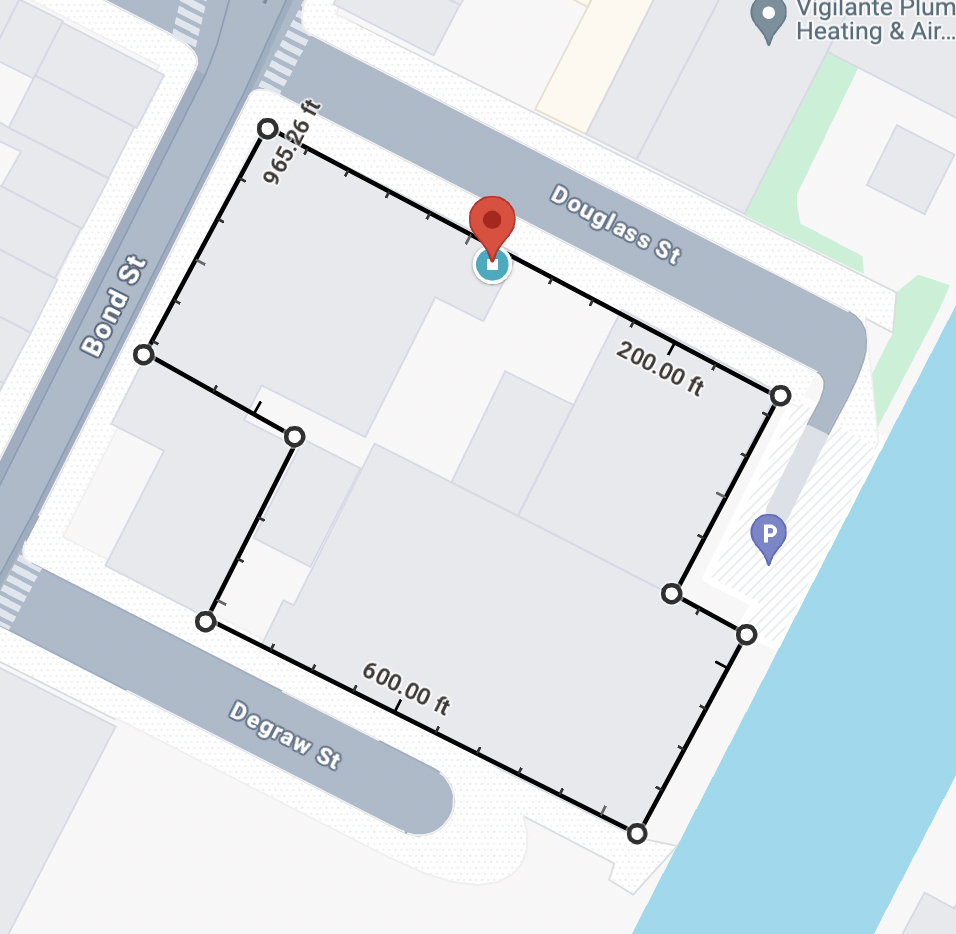 Vigilante Plum
Heating & Air...
965.26 ft
Douglass St
Bond St
200.00 ft
P
600.00 ft
Degraw St